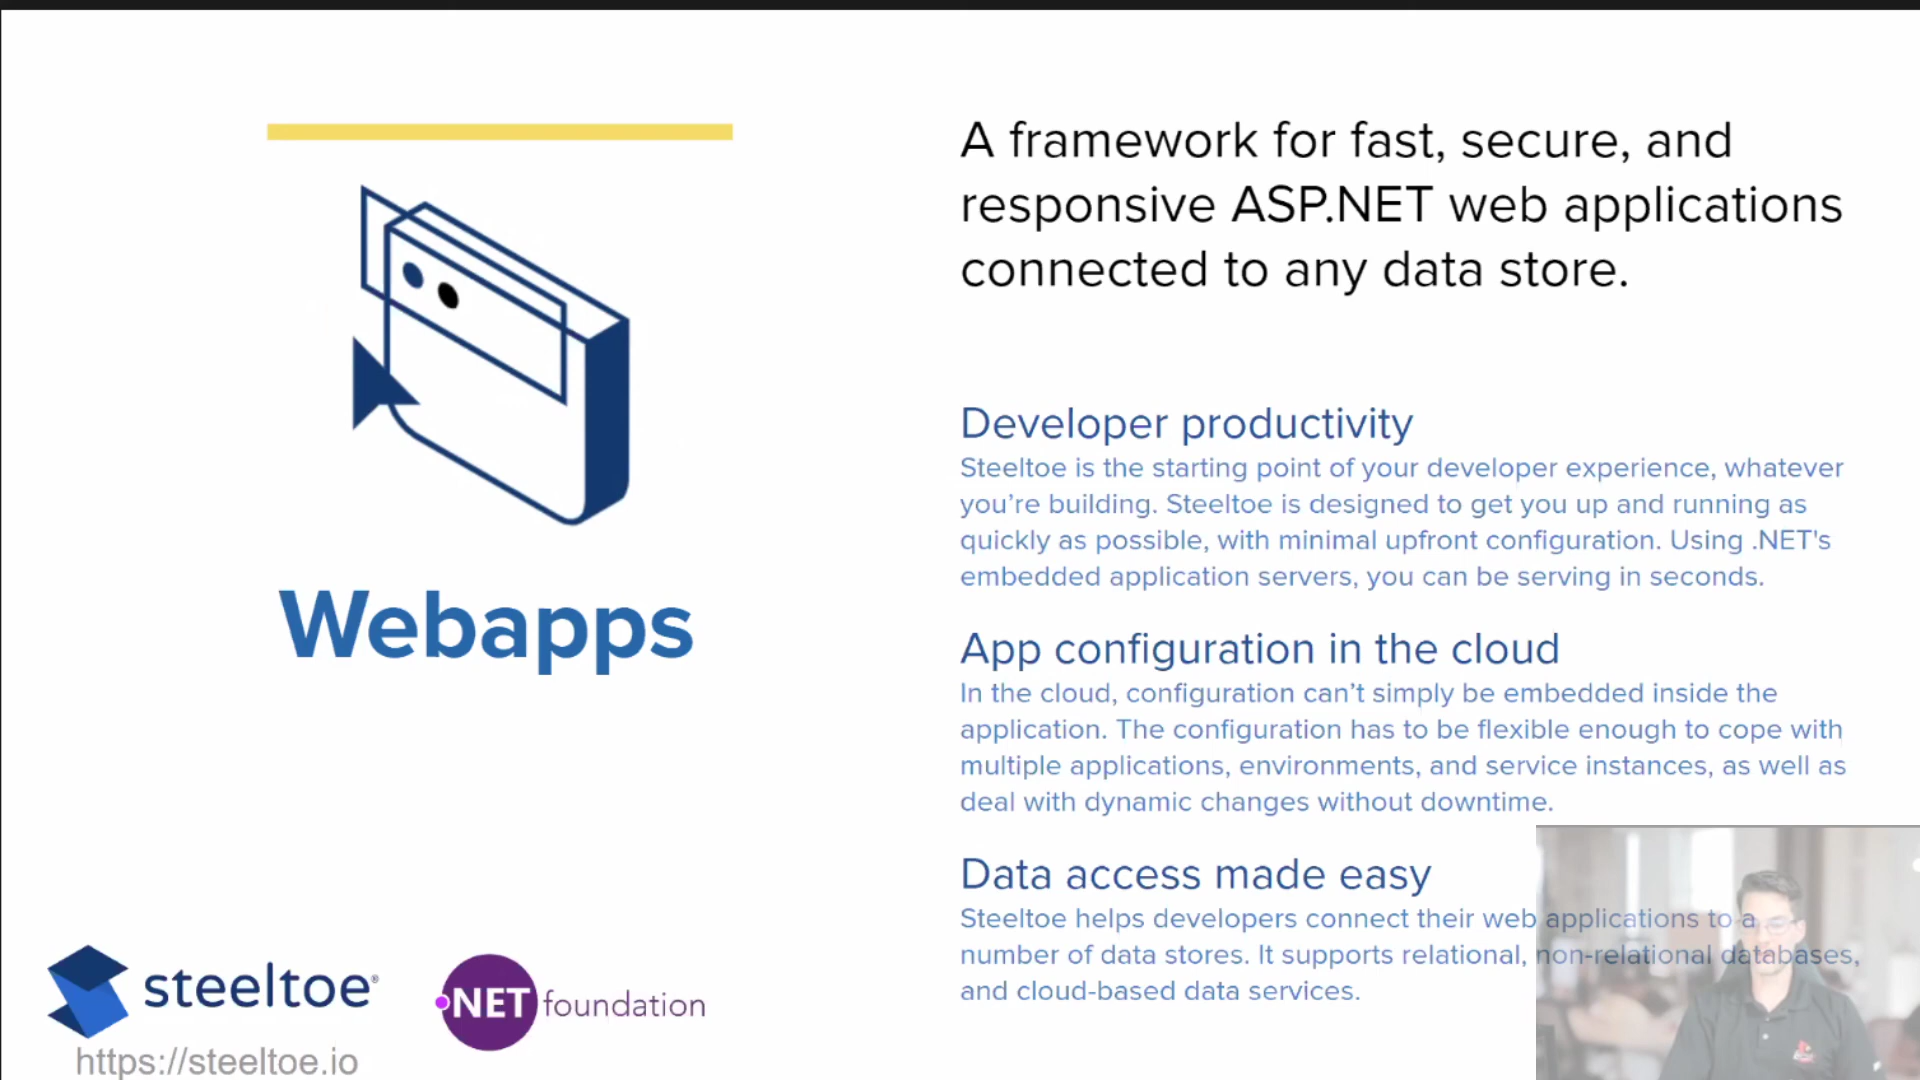 A framework for fast, secure, and
responsive ASP.NET web applications
connected to any data store.
Developer productivity
Steeltoe is the starting point of your developer experience, whatever
you’re building. Steeltoe is designed to get you up and running as
quickly as possible, with minimal upfront configuration. Using .NET's
embedded application servers, you can be serving in seconds.
Webapps
App configuration in the cloud
In the cloud, configuration can’t simply be embedded inside the
application. The configuration has to be flexible enough to cope with
multiple applications, environments, and service instances, as well as
deal with dynamic changes without downtime.
Data access made easy
Steeltoe helps developers connect their web applications to a
number of data stores. It supports relational, non-relational databases,
and cloud-based data services.
steeltoe®
.NET foundation
https://steeltoe.io